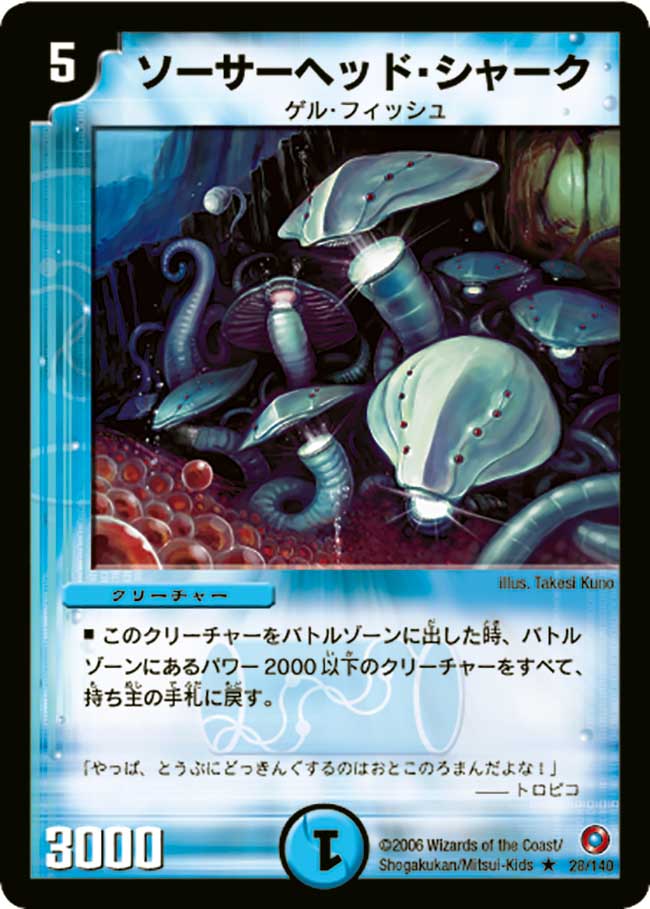 5
ソーサーヘッド・シャーク
ゲル・フィッシュ
illus. Takesi Kuno
クリーチャー
■ このクリーチャーをバトルゾーンに出した時、バトル
ゾーンにあるパワー2000以下のクリーチャーをすべて、
持ち主の手札に戻す。
「やっぱ、とうぶにどっきんぐするのはおとこのろまんだよな！」
―― トロピコ
3000
1
©2006 Wizards of the Coast/
Shogakukan/Mitsui-Kids ★ 28/140